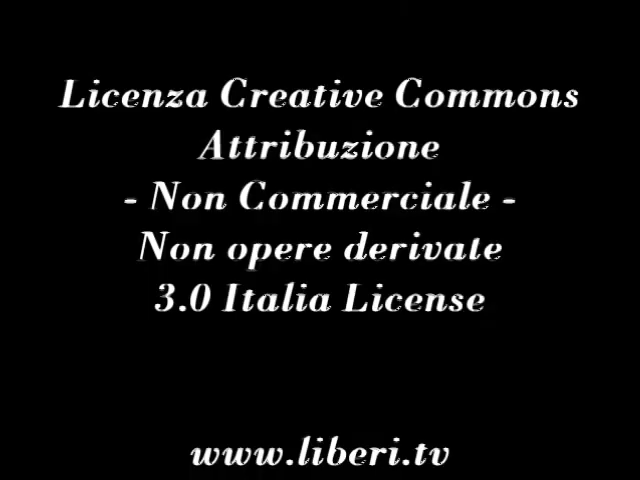 Licenza Creative Commons
Attribuzione
- Non Commerciale -
Non opere derivate
3.0 Italia License
www.liberi.tv